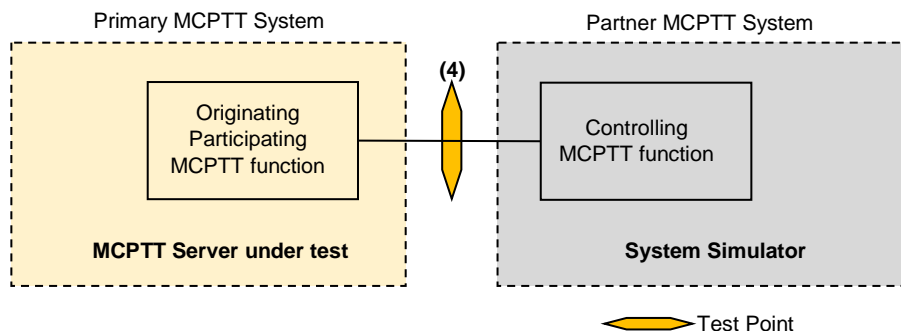 Primary MCPTT System
Partner MCPTT System
(4)
Originating
Participating
MCPTT function
Controlling
MCPTT function
MCPTT Server under test
System Simulator
Test Point